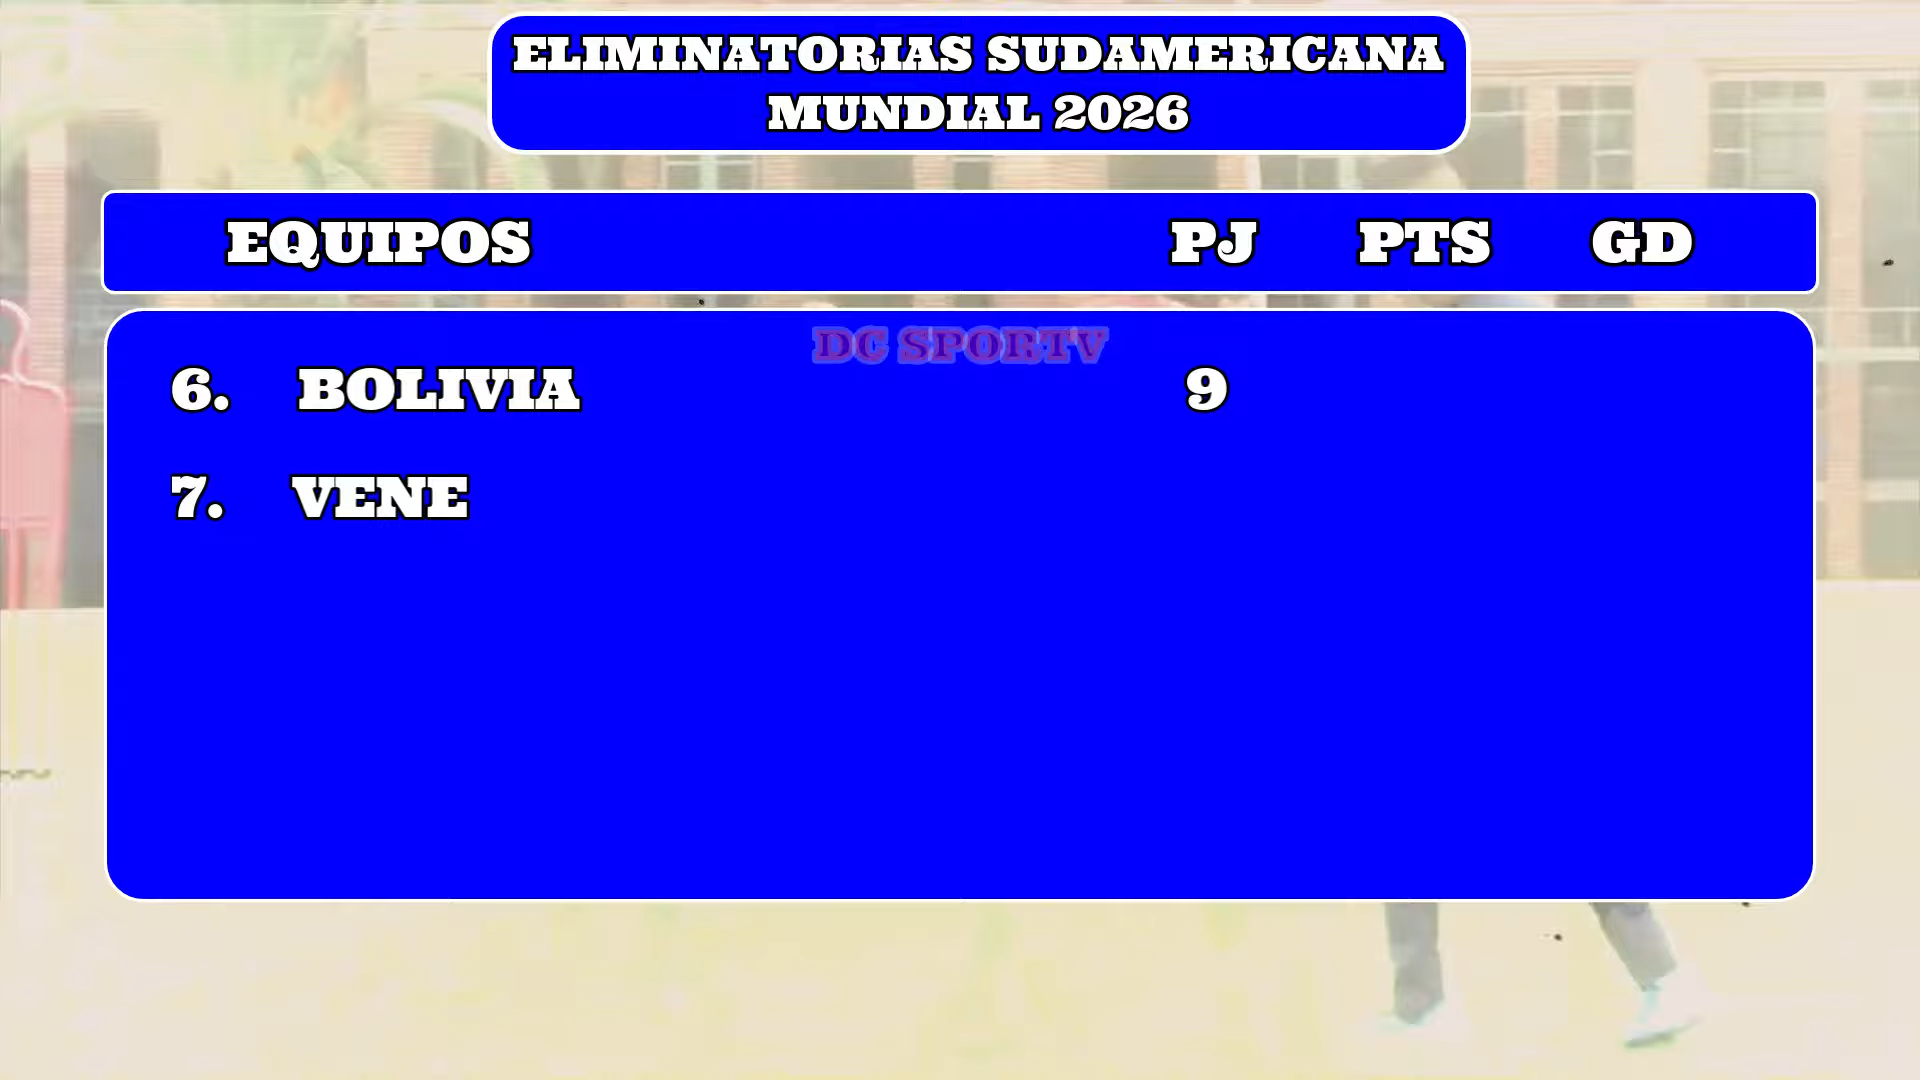 ELIMINATORIAS SUDAMERICANA
MUNDIAL 2026
EQUIPOS PJ PTS GD
DC SPORTV
6. BOLIVIA 9
7. VENE